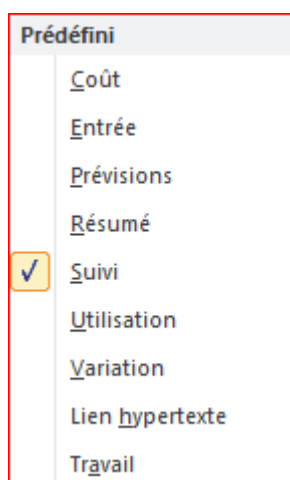 Prédéfini
Coût
Entrée
Prévisions
Résumé
Suivi
Utilisation
Variation
Lien hypertexte
Travail